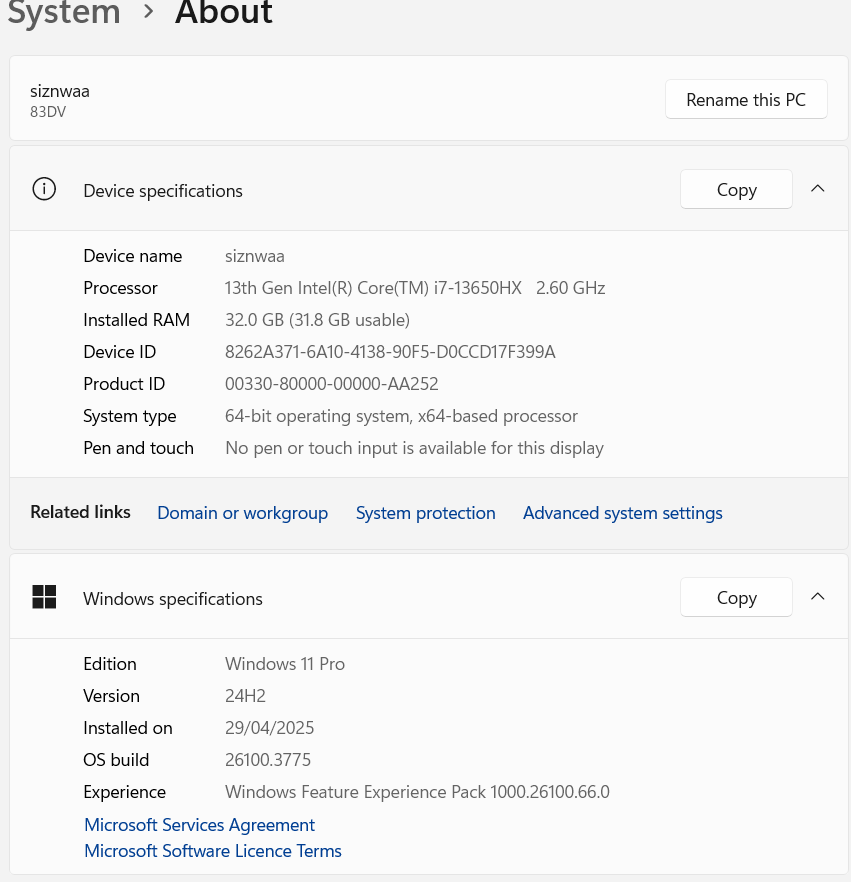 System > About
siznwaa
83DV
Rename this PC
Device specifications
Copy
Device name siznwaa
Processor 13th Gen Intel(R) Core(TM) i7-13650HX 2.60 GHz
Installed RAM 32.0 GB (31.8 GB usable)
Device ID 8262A371-6A10-4138-90F5-D0CCD17F399A
Product ID 00330-80000-00000-AA252
System type 64-bit operating system, x64-based processor
Pen and touch No pen or touch input is available for this display
Related links Domain or workgroup System protection Advanced system settings
Windows specifications
Copy
Edition Windows 11 Pro
Version 24H2
Installed on 29/04/2025
OS build 26100.3775
Experience Windows Feature Experience Pack 1000.26100.66.0
Microsoft Services Agreement
Microsoft Software Licence Terms